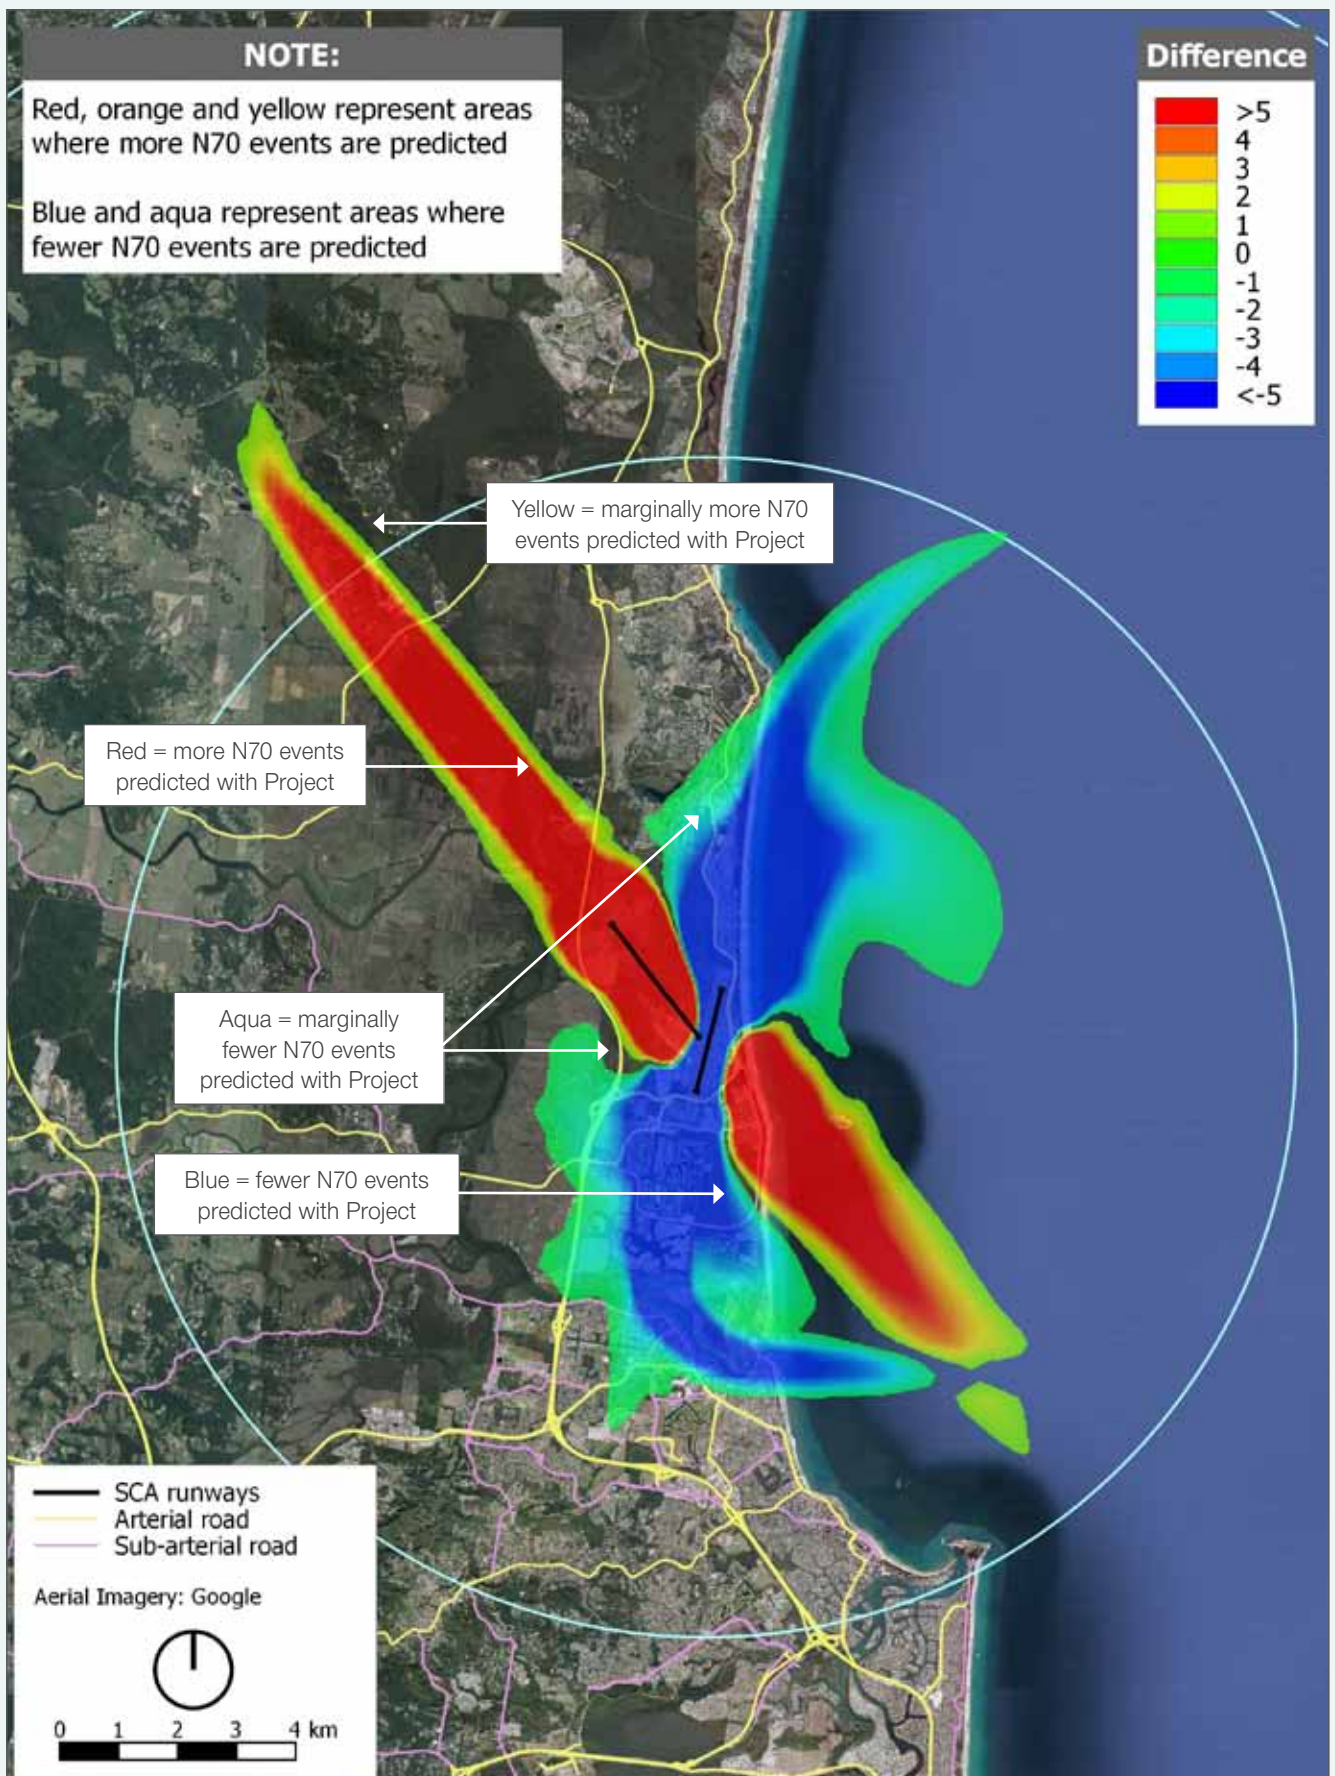 NOTE:
Red, orange and yellow represent areas
where more N70 events are predicted
Blue and aqua represent areas where
fewer N70 events are predicted
Difference
>5
4
3
2
1
0
-1
-2
-3
-4
<-5
Yellow = marginally more N70
events predicted with Project
Red = more N70 events
predicted with Project
Aqua = marginally
fewer N70 events
predicted with Project
Blue = fewer N70 events
predicted with Project
SCA runways
Arterial road
Sub-arterial road
Aerial Imagery: Google
0 1 2 3 4 km